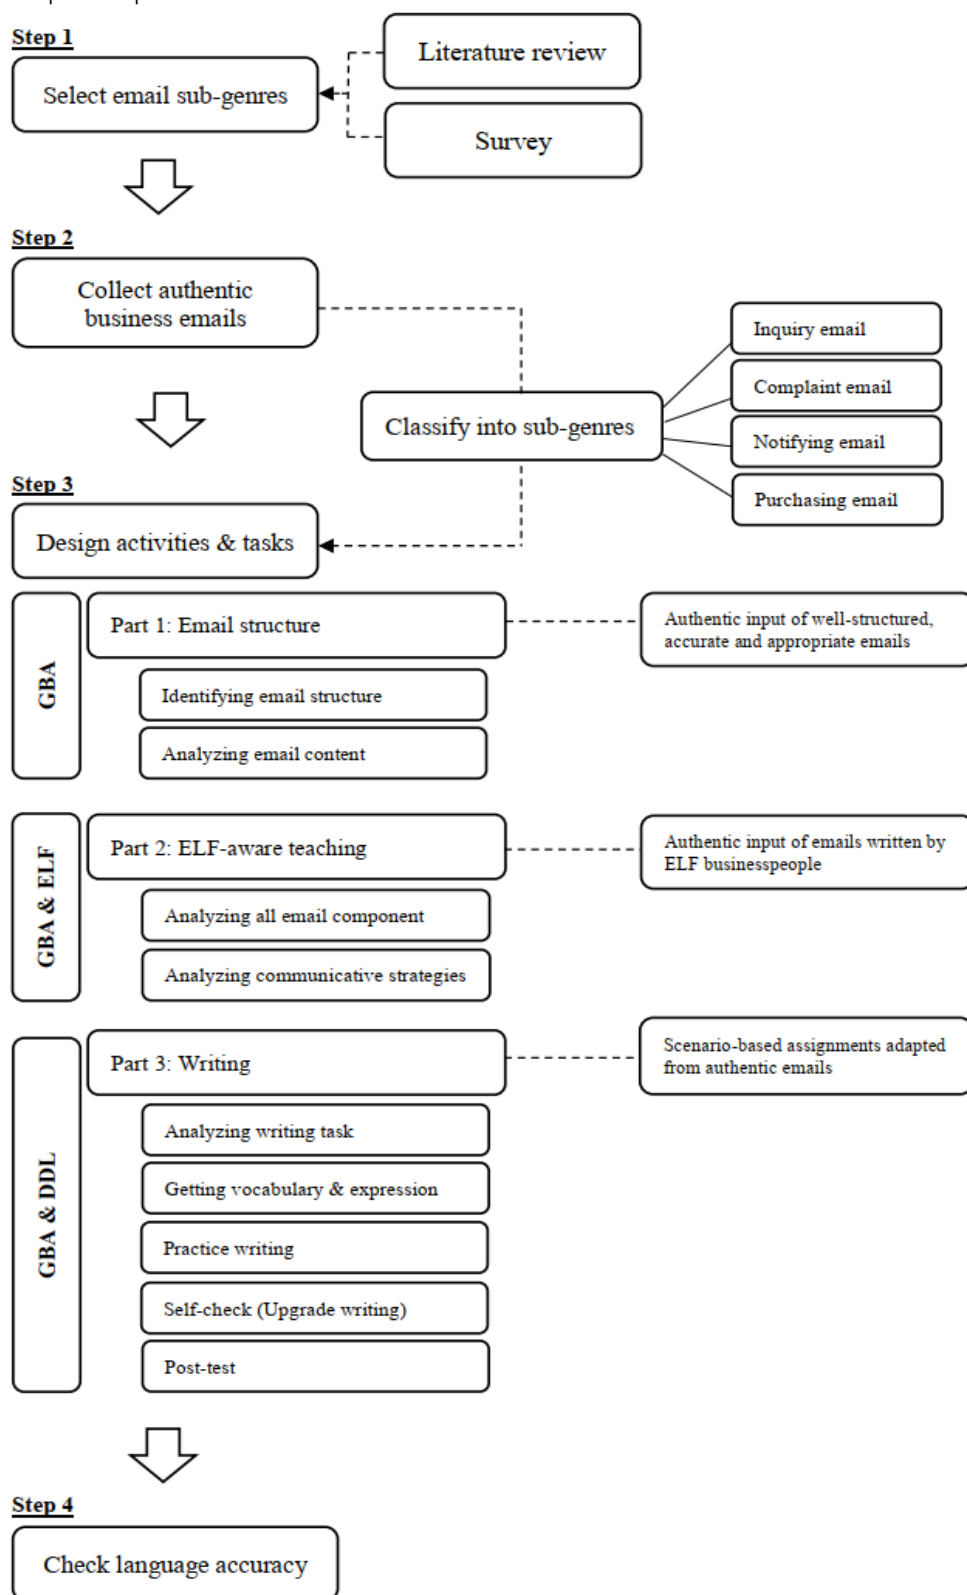 Step 1
Literature review
Select email sub-genres
Survey
Step 2
Collect authentic
business emails
Inquiry email
Complaint email
Classify into sub-genres
Notifying email
Purchasing email
Step 3
Design activities & tasks
GBA
Part 1: Email structure
Authentic input of well-structured,
accurate and appropriate emails
Identifying email structure
Analyzing email content
GBA & ELF
Part 2: ELF-aware teaching
Authentic input of emails written by
ELF businesspeople
Analyzing all email component
Analyzing communicative strategies
GBA & DDL
Part 3: Writing
Scenario-based assignments adapted
from authentic emails
Analyzing writing task
Getting vocabulary & expression
Practice writing
Self-check (Upgrade writing)
Post-test
Step 4
Check language accuracy